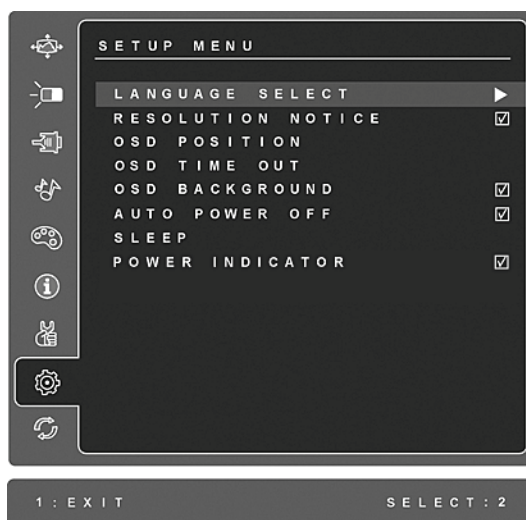 SETUP MENU
LANGUAGE SELECT
RESOLUTION NOTICE
OSD POSITION
OSD TIME OUT
OSD BACKGROUND
AUTO POWER OFF
SLEEP
POWER INDICATOR
1:EXIT SELECT:2